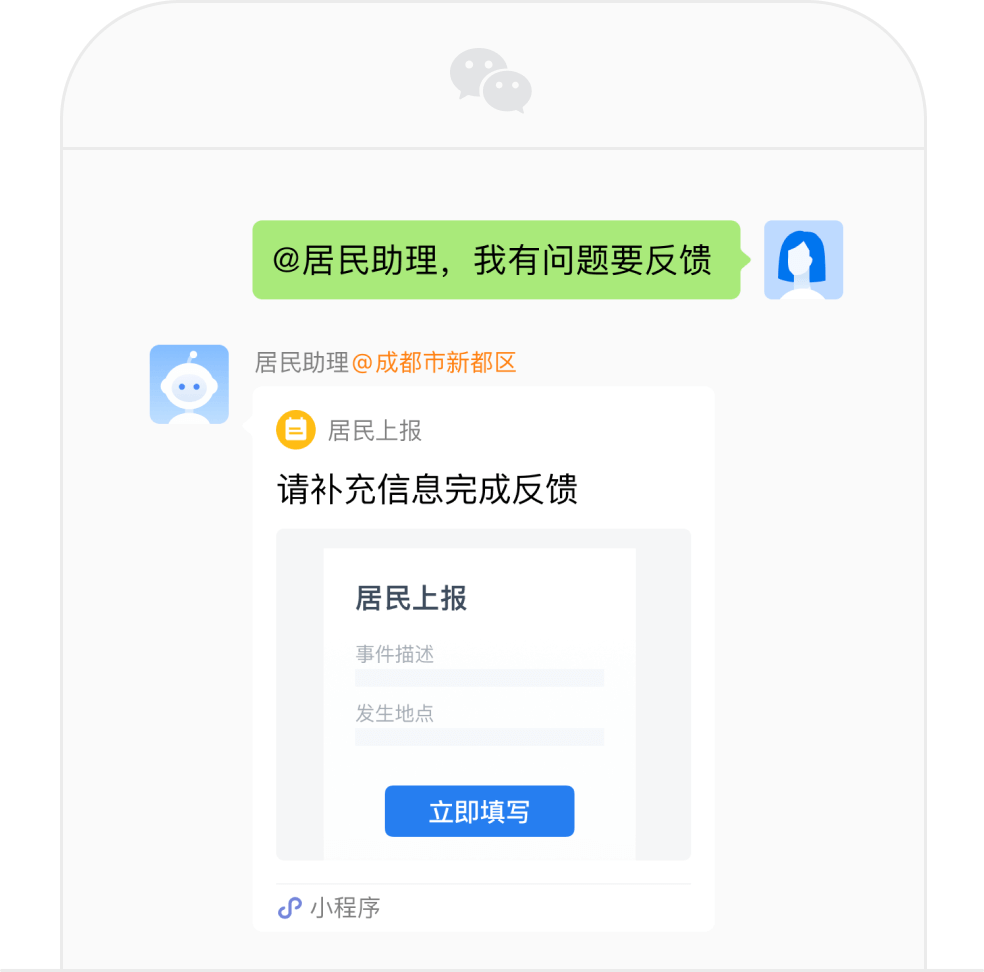 @居民助理，我有问题要反馈
居民助理@成都市新都区
居民上报
请补充信息完成反馈
居民上报
事件描述
发生地点
立即填写
小程序